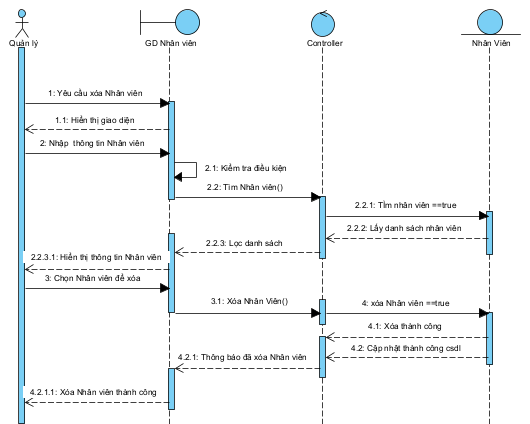 Quản lý
GD Nhân viên
Controller
Nhân Viên
1: Yêu cầu xóa Nhân viên
1.1: Hiển thị giao diện
2: Nhập thông tin Nhân viên
2.1: Kiểm tra điều kiện
2.2: Tìm Nhân viên()
2.2.1: TÌm nhân viên ==true
2.2.2: Lấy danh sách nhân viên
2.2.3: Lọc danh sách
2.2.3.1: Hiển thị thông tin Nhân viên
3: Chọn Nhân viên để xóa
3.1: Xóa Nhân Viên()
4: xóa Nhân viên ==true
4.1: Xóa thành công
4.2: Cập nhật thành công csdl
4.2.1: Thông báo đã xóa Nhân viên
4.2.1.1: Xóa Nhân viên thành công